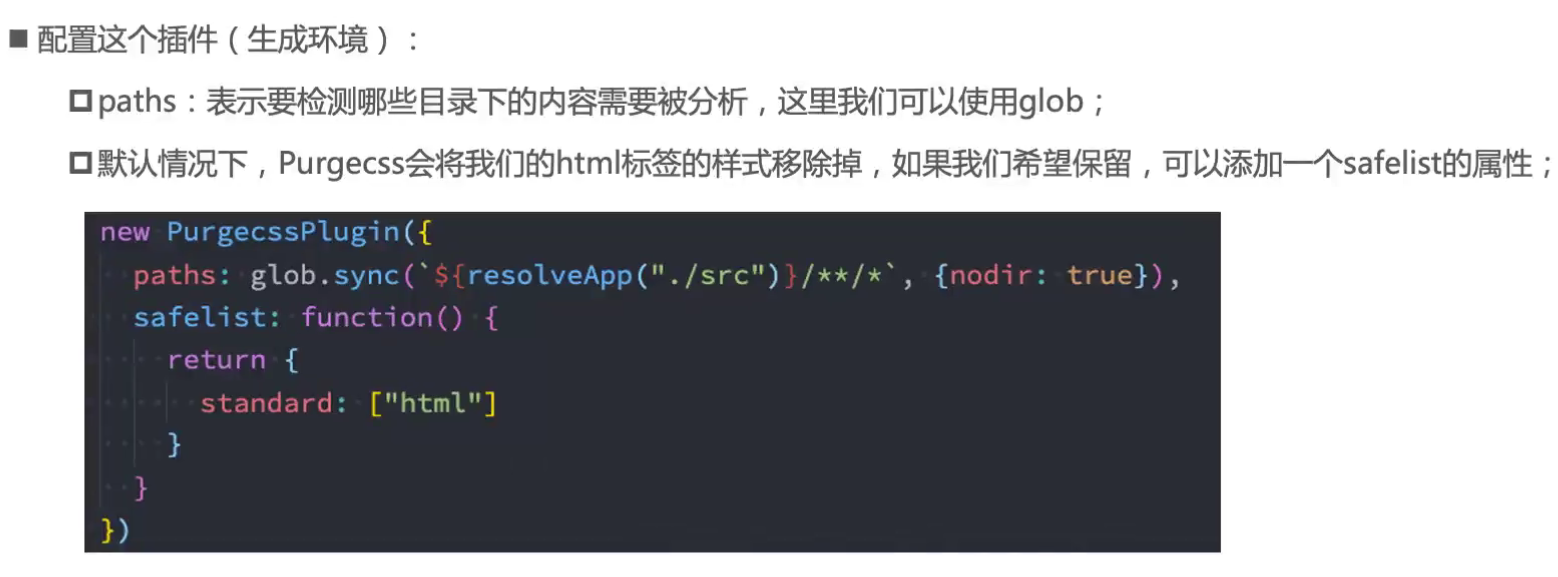 ■ 配置这个插件（生成环境）：
paths：表示要检测哪些目录下的内容需要被分析，这里我们可以使用glob；
默认情况下，Purgecss会将我们的html标签的样式移除掉，如果我们希望保留，可以添加一个safelist的属性；
new PurgecssPlugin({
  paths: glob.sync(`${resolveApp("./src")}/**/*`, {nodir: true}),
  safelist: function() {
    return {
      standard: ["html"]
    }
  }
})